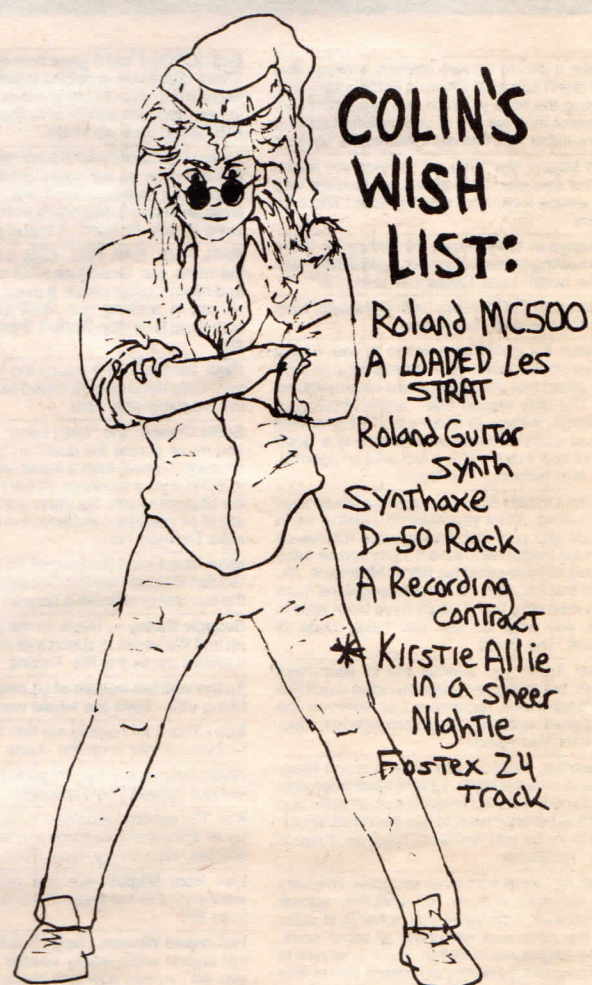 COLIN'S
WISH
LIST:
Roland MC500
A LOADED Les
STRAT
Roland Guitar
Synth
Synthaxe
D-50 Rack
A Recording
contract
* Kirstie Allie
in a sheer
Nightie
Fostex 24
Track